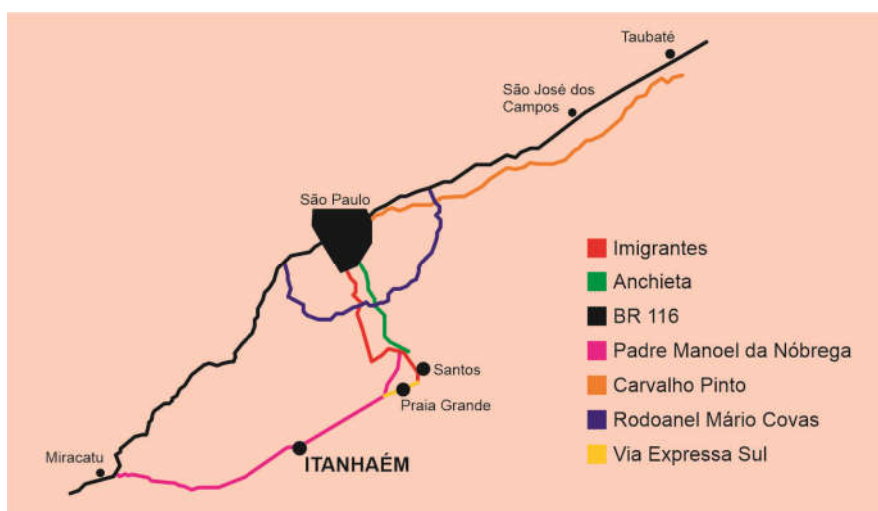 Taubaté
São José dos
Campos
São Paulo
Imigrantes
Anchieta
BR 116
Padre Manoel da Nóbrega
Carvalho Pinto
Rodoanel Mário Covas
Via Expressa Sul
Santos
Praia Grande
Miracatu
ITANHAÉM